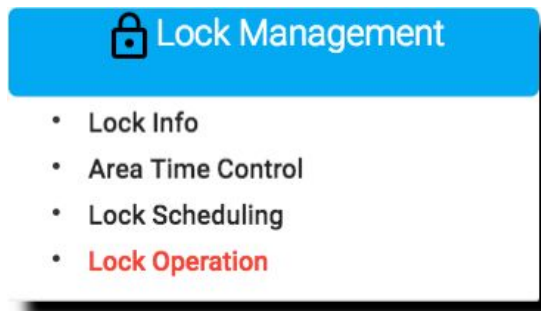 Lock Management
• Lock Info
• Area Time Control
• Lock Scheduling
• Lock Operation